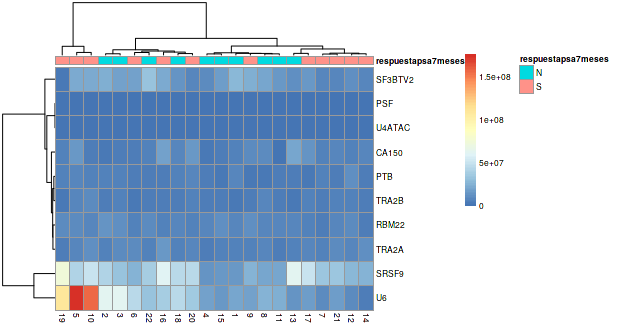 respuestapsa7meses
SF3BTV2
PSF
U4ATAC
CA150
PTB
TRA2B
RBM22
TRA2A
SRSF9
U6
19 5 10 2 3 6 22 16 18 20 4 15 1 9 8 11 13 17 7 21 12 14
1.5e+08
1e+08
5e+07
0
respuestapsa7meses
N
S